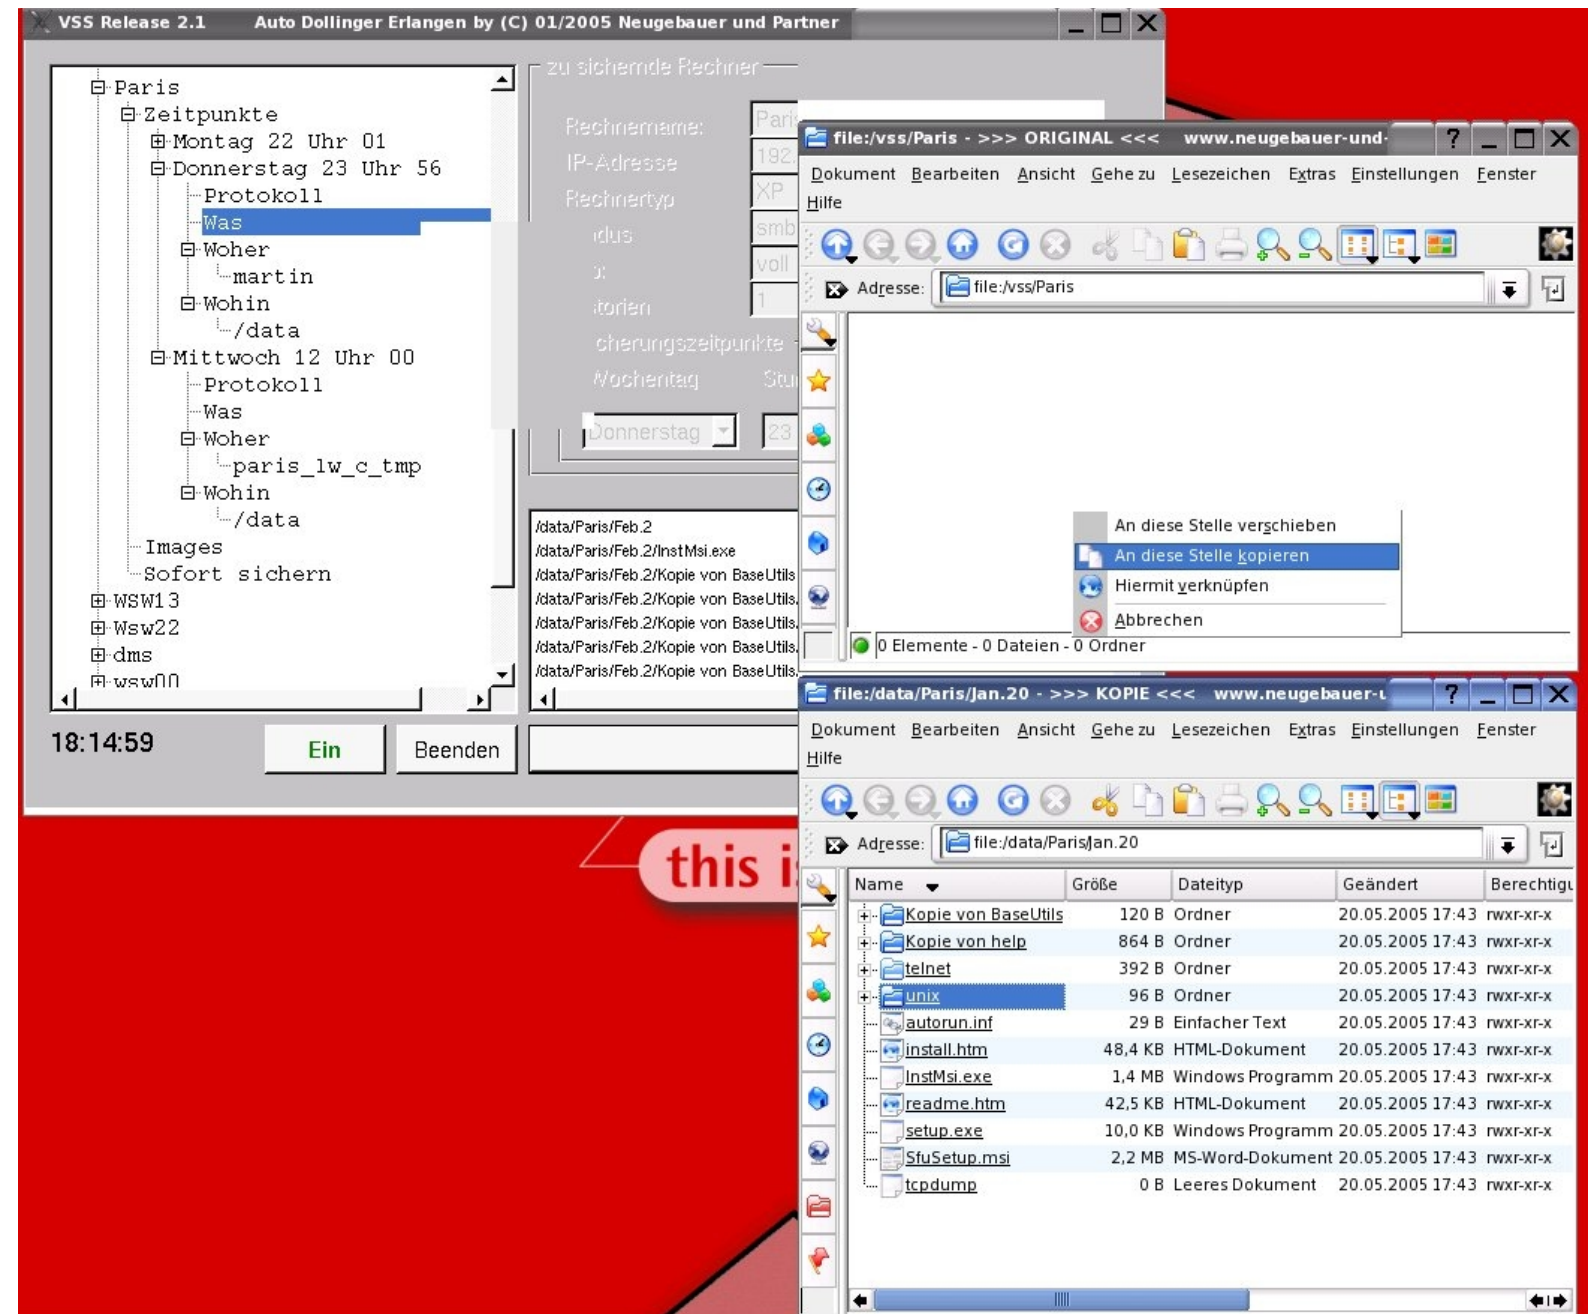 VSS Release 2.1 Auto Dollinger Erlangen by (C) 01/2005 Neugebauer und Partner
Paris
Zeitpunkte
Montag 22 Uhr 01
Donnerstag 23 Uhr 56
Protokoll
Was
Woher
martin
Wohin
/data
Mittwoch 12 Uhr 00
Protokoll
Was
Woher
paris_lw_c_tmp
Wohin
/data
Images
Sofort sichern
WSW13
Wsw22
dms
wsw00
18:14:59
Ein
Beenden
zu sichernde Rechner
Rechnername: Paris
IP-Adresse 192.
Rechnertyp XP
smb
voll
1
Wochentag
Donnerstag 23
/data/Paris/Feb.2
/data/Paris/Feb.2/InstMsi.exe
/data/Paris/Feb.2/Kopie von BaseUtils
/data/Paris/Feb.2/Kopie von BaseUtils.
/data/Paris/Feb.2/Kopie von BaseUtils.
/data/Paris/Feb.2/Kopie von BaseUtils.
/data/Paris/Feb.2/Kopie von BaseUtils.
this is
file:/vss/Paris - >>> ORIGINAL <<< www.neugebauer-und-
Dokument Bearbeiten Ansicht Gehe zu Lesezeichen Extras Einstellungen Fenster
Hilfe
Adresse: file:/vss/Paris
An diese Stelle verschieben
An diese Stelle kopieren
Hiermit verknüpfen
Abbrechen
0 Elemente - 0 Dateien - 0 Ordner
file:/data/Paris/Jan.20 - >>> KOPIE <<< www.neugebauer-u
Dokument Bearbeiten Ansicht Gehe zu Lesezeichen Extras Einstellungen Fenster
Hilfe
Adresse: file:/data/Paris/Jan.20
Name Größe Dateityp Geändert Berechtigu
Kopie von BaseUtils 120 B Ordner 20.05.2005 17:43 rwxr-xr-x
Kopie von help 864 B Ordner 20.05.2005 17:43 rwxr-xr-x
telnet 392 B Ordner 20.05.2005 17:43 rwxr-xr-x
unix 96 B Ordner 20.05.2005 17:43 rwxr-xr-x
autorun.inf 29 B Einfacher Text 20.05.2005 17:43 rwxr-xr-x
install.htm 48,4 KB HTML-Dokument 20.05.2005 17:43 rwxr-xr-x
InstMsi.exe 1,4 MB Windows Programm 20.05.2005 17:43 rwxr-xr-x
readme.htm 42,5 KB HTML-Dokument 20.05.2005 17:43 rwxr-xr-x
setup.exe 10,0 KB Windows Programm 20.05.2005 17:43 rwxr-xr-x
SfuSetup.msi 2,2 MB MS-Word-Dokument 20.05.2005 17:43 rwxr-xr-x
tcpdump 0 B Leeres Dokument 20.05.2005 17:43 rwxr-xr-x